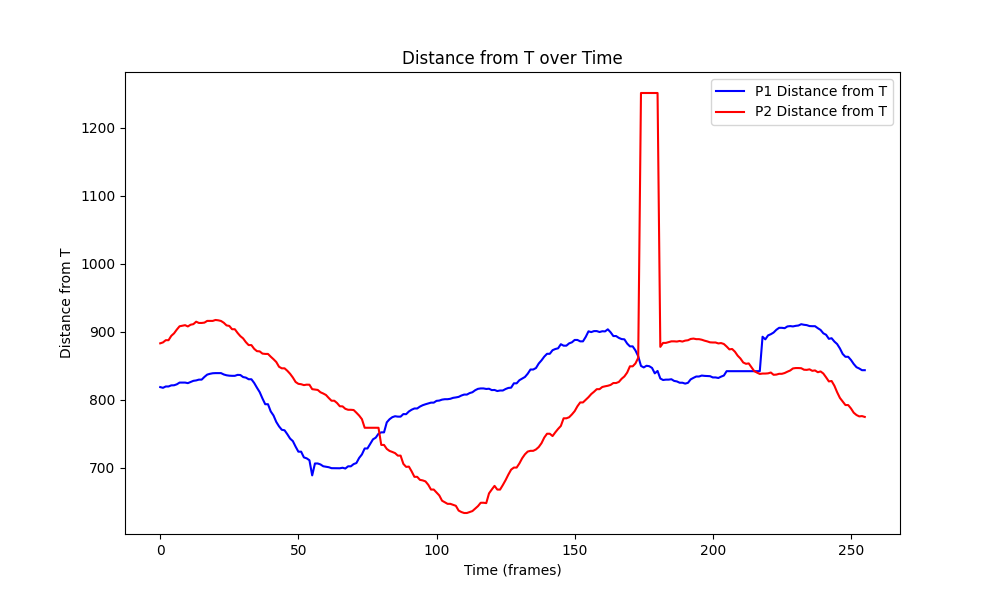 Distance from T over Time
P1 Distance from T
P2 Distance from T
Distance from T
1200
1100
1000
900
800
700
0 50 100 150 200 250
Time (frames)